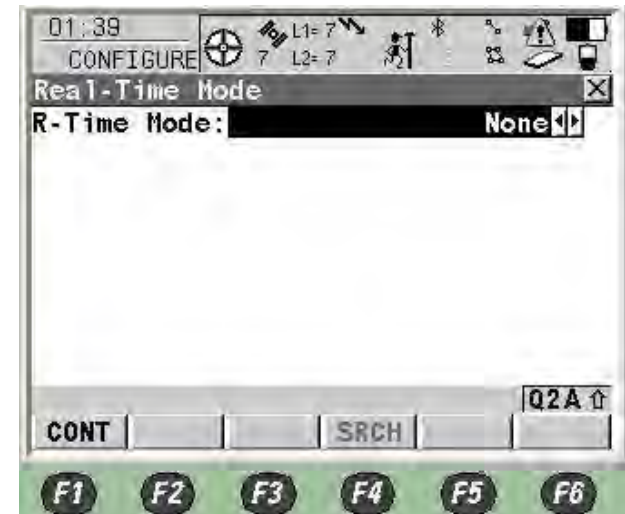 01:39 L1= 7
CONFIGURE 7 L2= 7
Real-Time Mode
R-Time Mode: None
Q2A
CONT SRCH
F1 F2 F3 F4 F5 F6